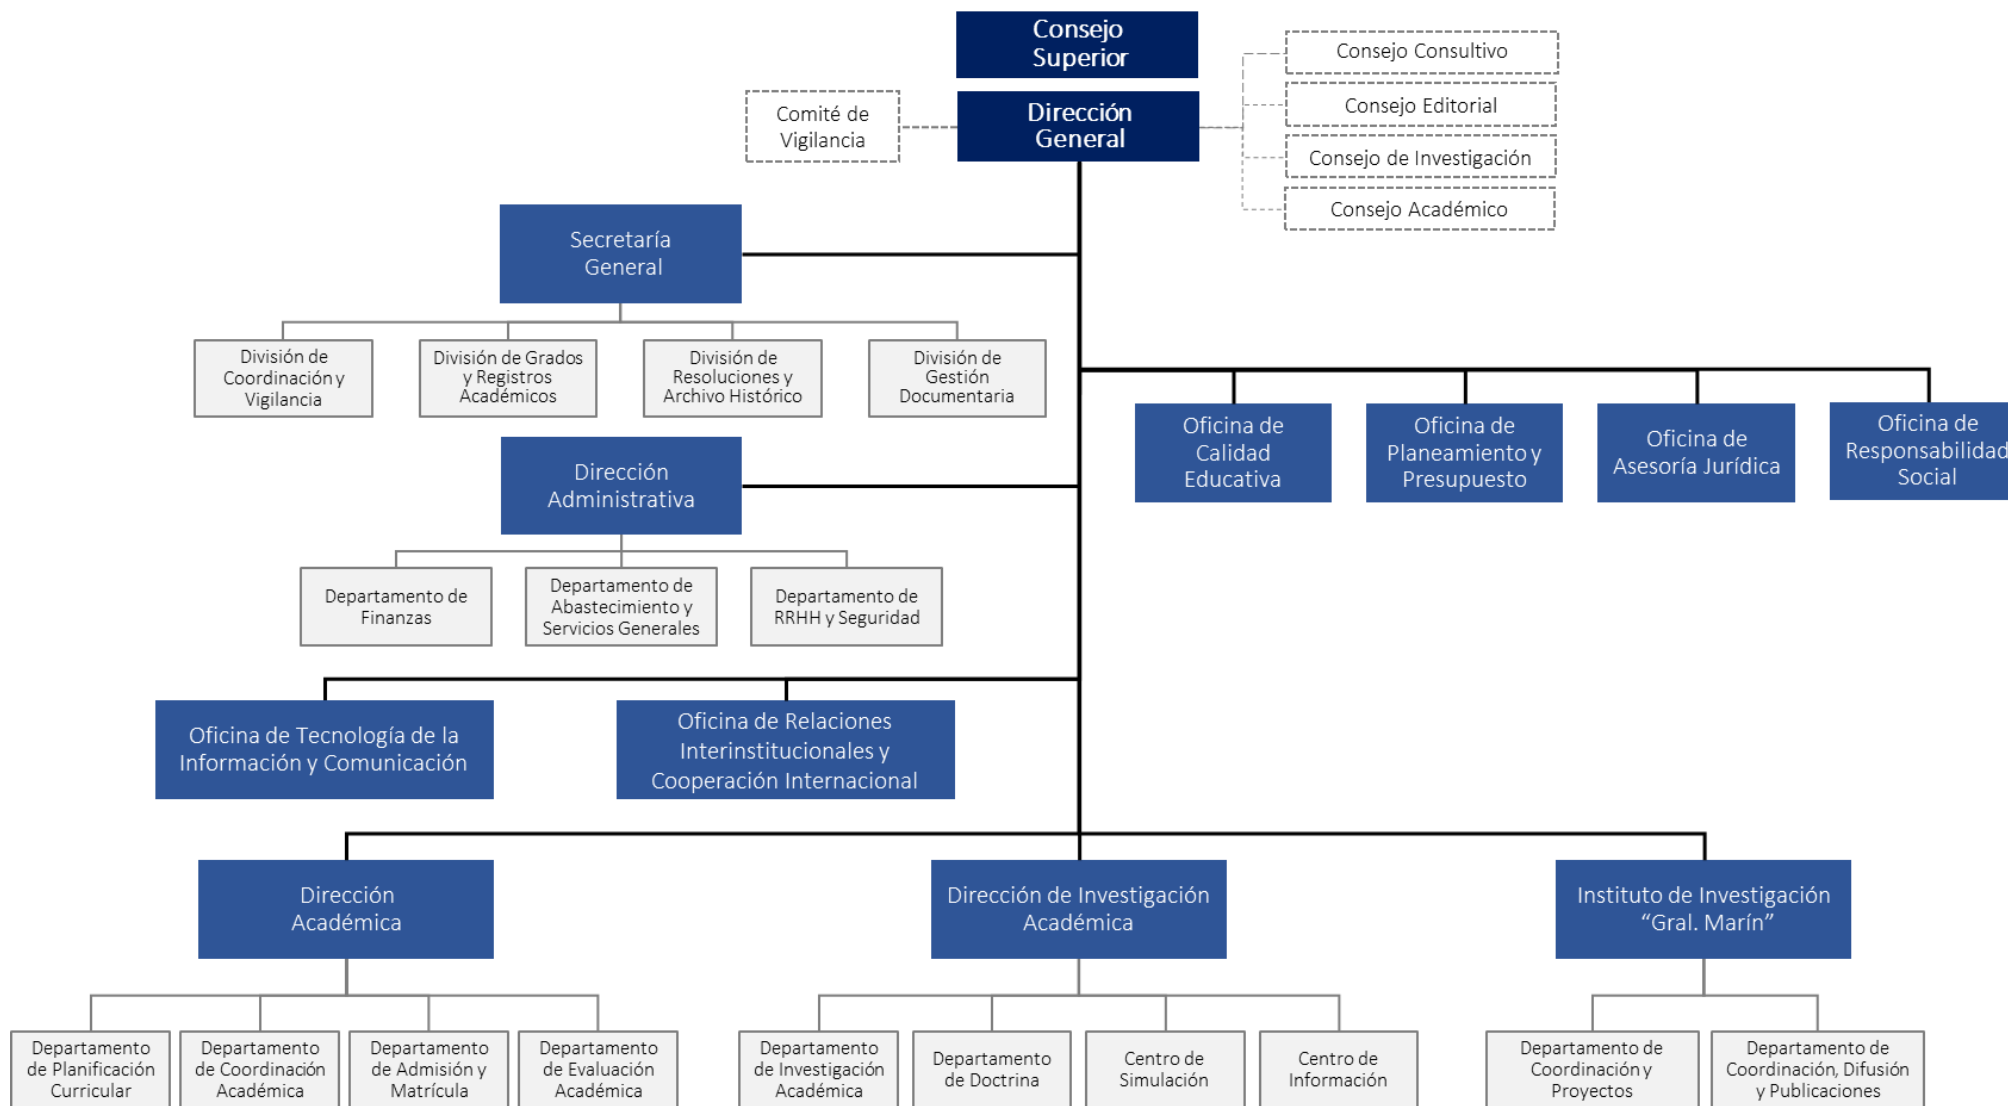 Consejo
Superior
Consejo Consultivo
Dirección
General
Comité de
Vigilancia
Consejo Editorial
Consejo de Investigación
Consejo Académico
Secretaría
General
División de
Coordinación y
Vigilancia
División de Grados
y Registros
Académicos
División de
Resoluciones y
Archivo Histórico
División de
Gestión
Documentaria
Oficina de
Calidad
Educativa
Oficina de
Planeamiento y
Presupuesto
Oficina de
Asesoría Jurídica
Oficina de
Responsabilidad
Social
Dirección
Administrativa
Departamento de
Finanzas
Departamento de
Abastecimiento y
Servicios Generales
Departamento de
RRHH y Seguridad
Oficina de Tecnología de la
Información y Comunicación
Oficina de Relaciones
Interinstitucionales y
Cooperación Internacional
Dirección
Académica
Dirección de Investigación
Académica
Instituto de Investigación
“Gral. Marín”
Departamento
de Planificación
Curricular
Departamento
de Coordinación
Académica
Departamento
de Admisión y
Matrícula
Departamento
de Evaluación
Académica
Departamento
de Investigación
Académica
Departamento
de Doctrina
Centro de
Simulación
Centro de
Información
Departamento de
Coordinación y
Proyectos
Departamento de
Coordinación, Difusión
y Publicaciones